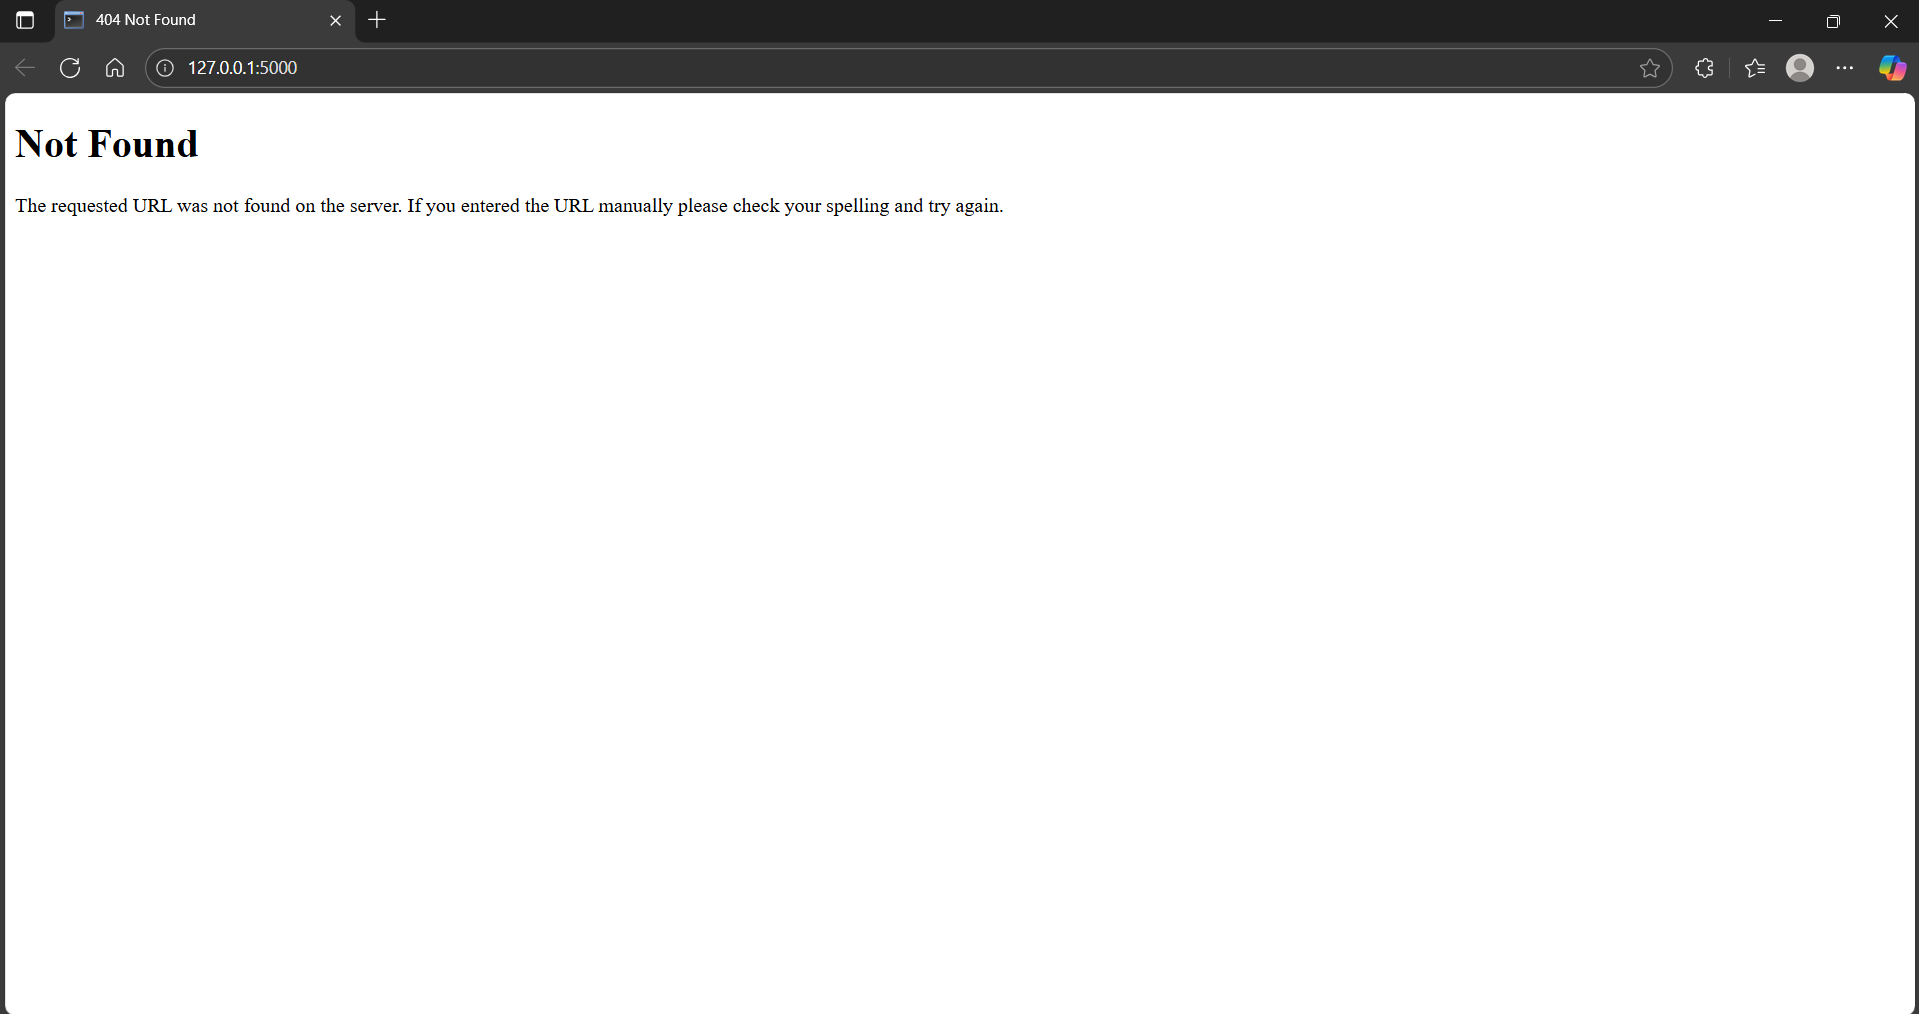 404 Not Found
127.0.0.1:5000
Not Found
The requested URL was not found on the server. If you entered the URL manually please check your spelling and try again.